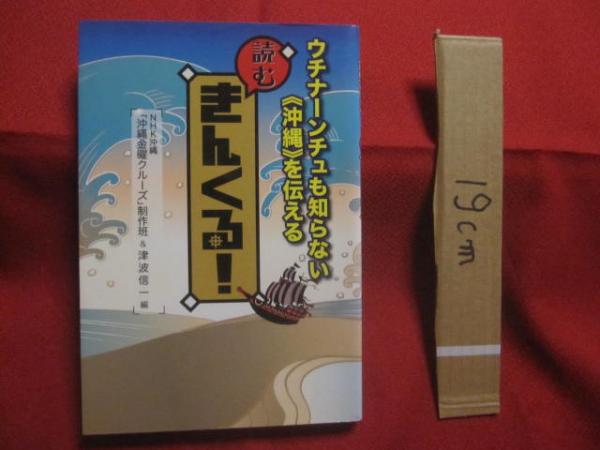 ウチナーンチュも知らない
《沖縄》を伝える
読む
きんくる!
NHK沖縄
「沖縄金曜クルーズ」制作班 & 津波信一 編
19cm